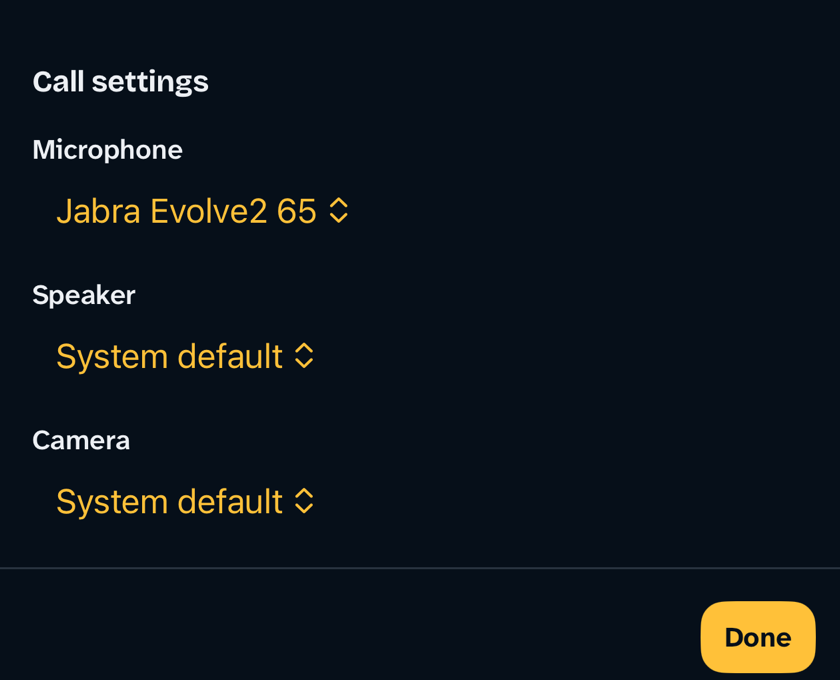 Call settings
Microphone
Jabra Evolve2 65
Speaker
System default
Camera
System default
Done